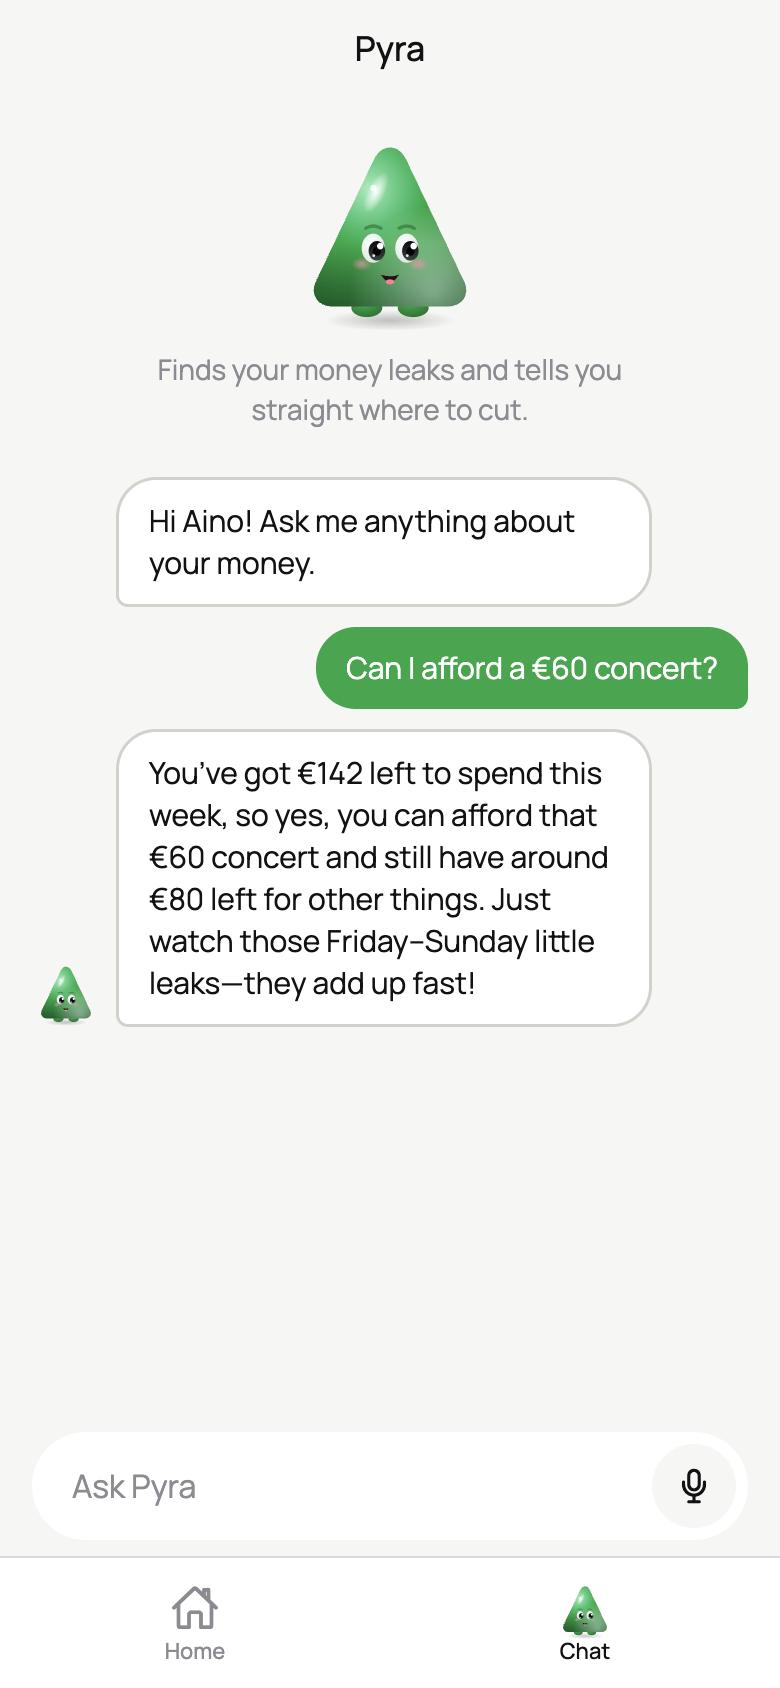 Pyra
Finds your money leaks and tells you
straight where to cut.
Hi Aino! Ask me anything about
your money.
Can I afford a €60 concert?
You’ve got €142 left to spend this
week, so yes, you can afford that
€60 concert and still have around
€80 left for other things. Just
watch those Friday–Sunday little
leaks—they add up fast!
Ask Pyra
Home
Chat